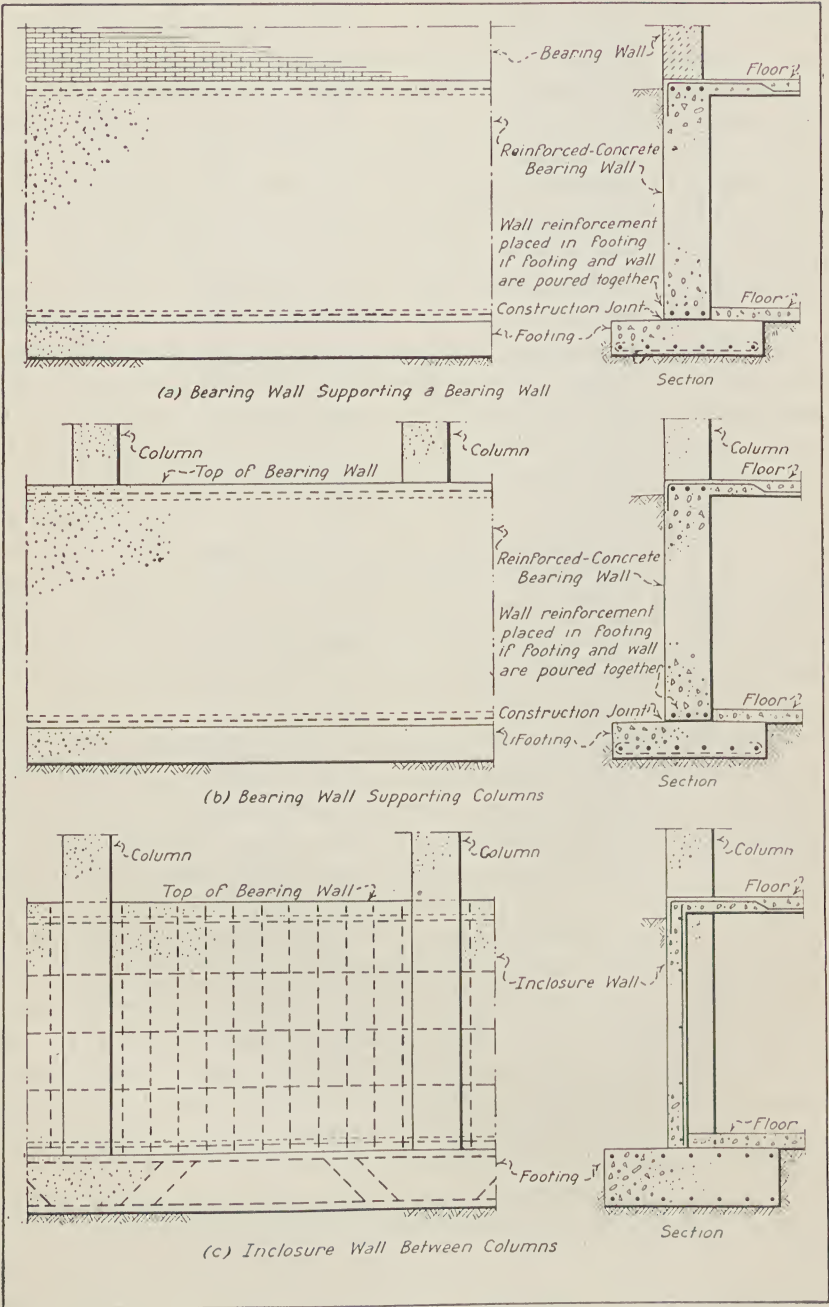 Bearing Wall
Floor
Reinforced-Concrete
Bearing Wall
Wall reinforcement
placed in footing
if footing and wall
are poured together
Construction Joint
Floor
Footing
Section
(a) Bearing Wall Supporting a Bearing Wall
Column
Column
Column
Top of Bearing Wall
Floor
Reinforced-Concrete
Bearing Wall
Wall reinforcement
placed in footing
if footing and wall
are poured together
Construction Joint
Floor
Footing
Section
(b) Bearing Wall Supporting Columns
Column
Column
Column
Top of Bearing Wall
Floor
Inclosure Wall
Floor
Footing
Section
(c) Inclosure Wall Between Columns